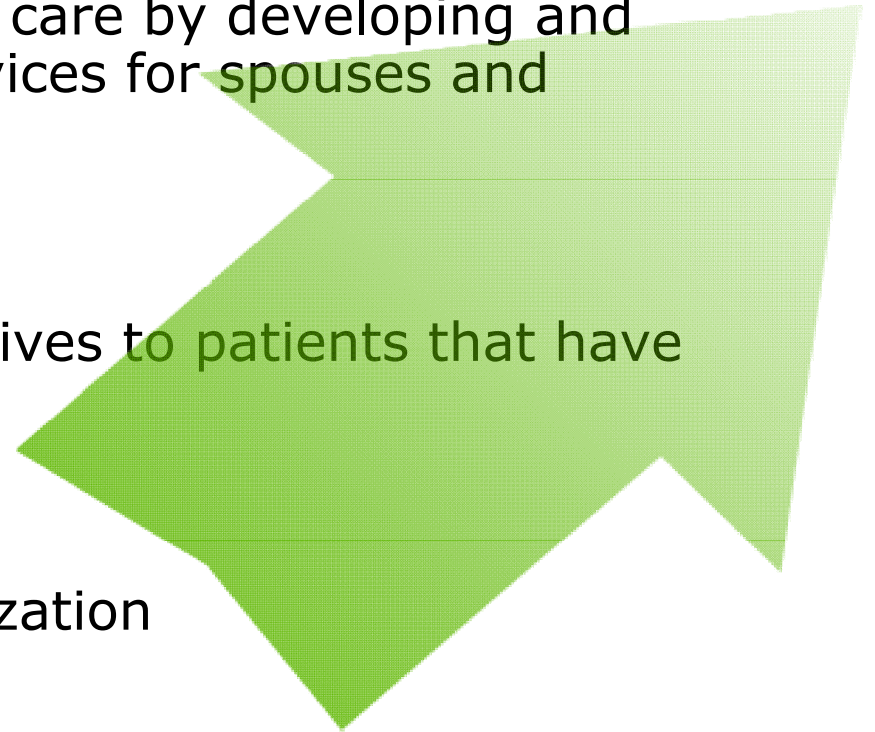 care by developing and
vices for spouses and
ives to patients that have
zation